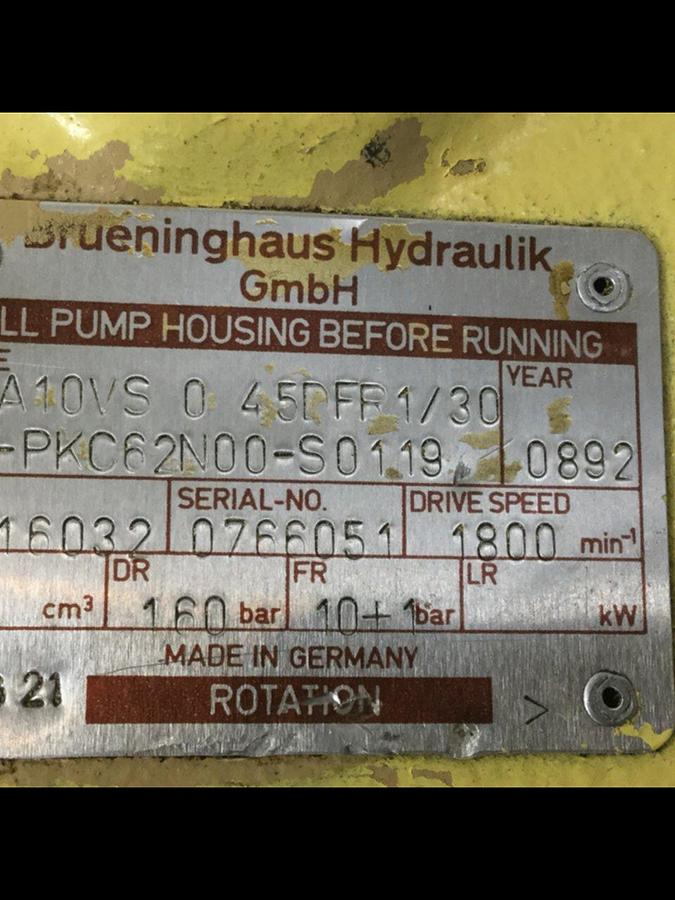 Brueninghaus Hydraulik
GmbH
LL PUMP HOUSING BEFORE RUNNING
E YEAR
A10VS O 45DFR1/30
-PKC62N00-S0119 0892
SERIAL-NO. DRIVE SPEED
16032 0766051 1800 min-1
DR FR LR
cm³ 160 bar 10+1 bar kW
MADE IN GERMANY
21 ROTATION >